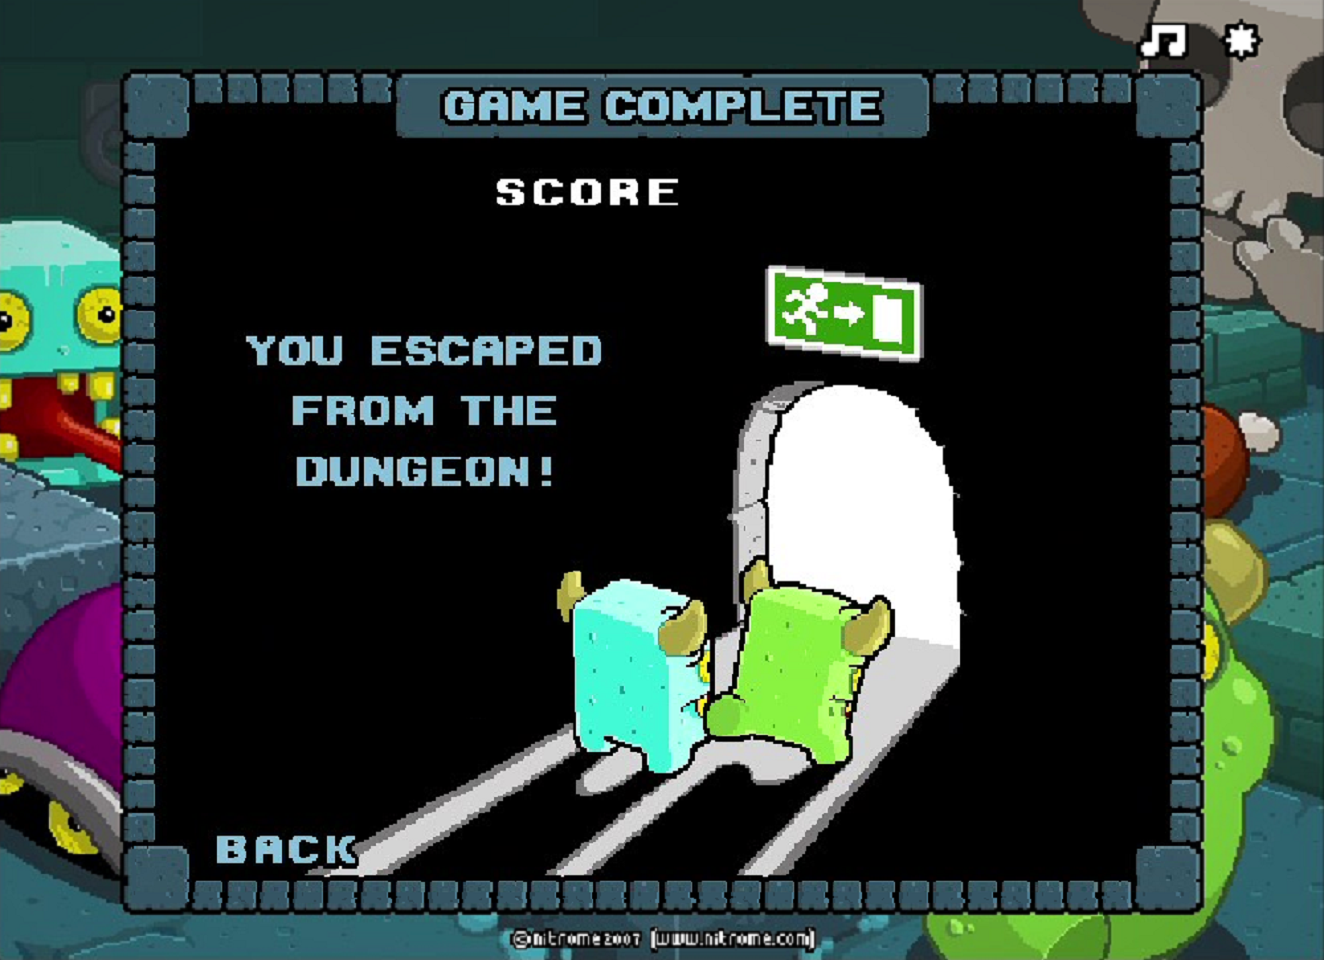 GAME COMPLETE
SCORE
YOU ESCAPED
FROM THE
DUNGEON!
BACK
©nitrome2007 [www.nitrome.com]